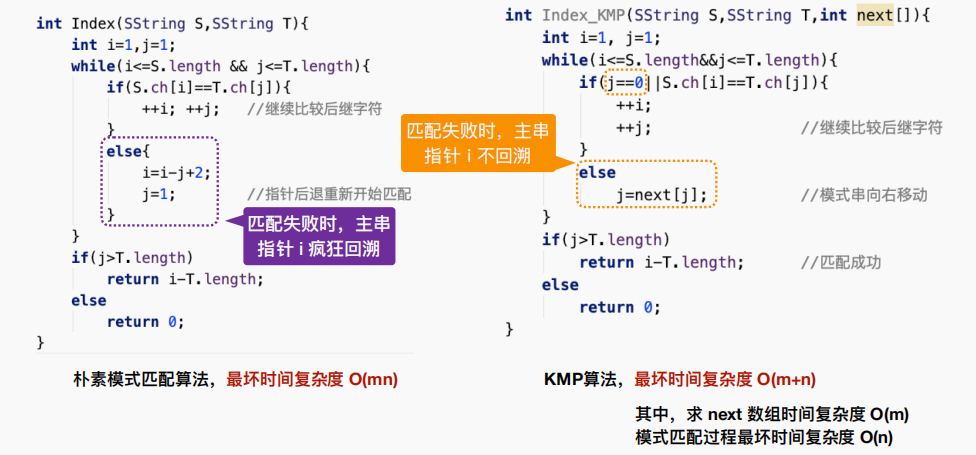 int Index(SString S,SString T){
    int i=1,j=1;
    while(i<=S.length && j<=T.length){
        if(S.ch[i]==T.ch[j]){
            ++i; ++j;    //继续比较后继字符
        }
        else{
            i=i-j+2;
            j=1;         //指针后退重新开始匹配
        }
    }
    if(j>T.length)
        return i-T.length;
    else
        return 0;
}
匹配失败时，主串
指针 i 疯狂回溯
朴素模式匹配算法，最坏时间复杂度 O(mn)
int Index_KMP(SString S,SString T,int next[]){
    int i=1, j=1;
    while(i<=S.length&&j<=T.length){
        if(j==0||S.ch[i]==T.ch[j]){
            ++i;
            ++j;                //继续比较后继字符
        }
        else
            j=next[j];          //模式串向右移动
    }
    if(j>T.length)
        return i-T.length;      //匹配成功
    else
        return 0;
}
匹配失败时，主串
指针 i 不回溯
KMP算法，最坏时间复杂度 O(m+n)
其中，求 next 数组时间复杂度 O(m)
模式匹配过程最坏时间复杂度 O(n)